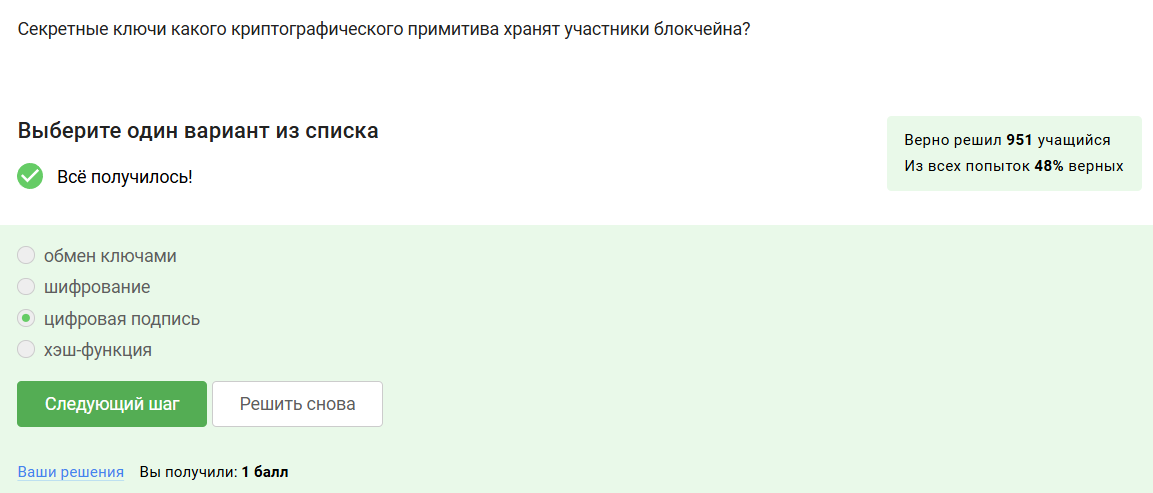 Секретные ключи какого криптографического примитива хранят участники блокчейна?
Выберите один вариант из списка
Всё получилось!
Верно решил 951 учащийся
Из всех попыток 48% верных
обмен ключами
шифрование
цифровая подпись
хэш-функция
Следующий шаг
Решить снова
Ваши решения
Вы получили: 1 балл